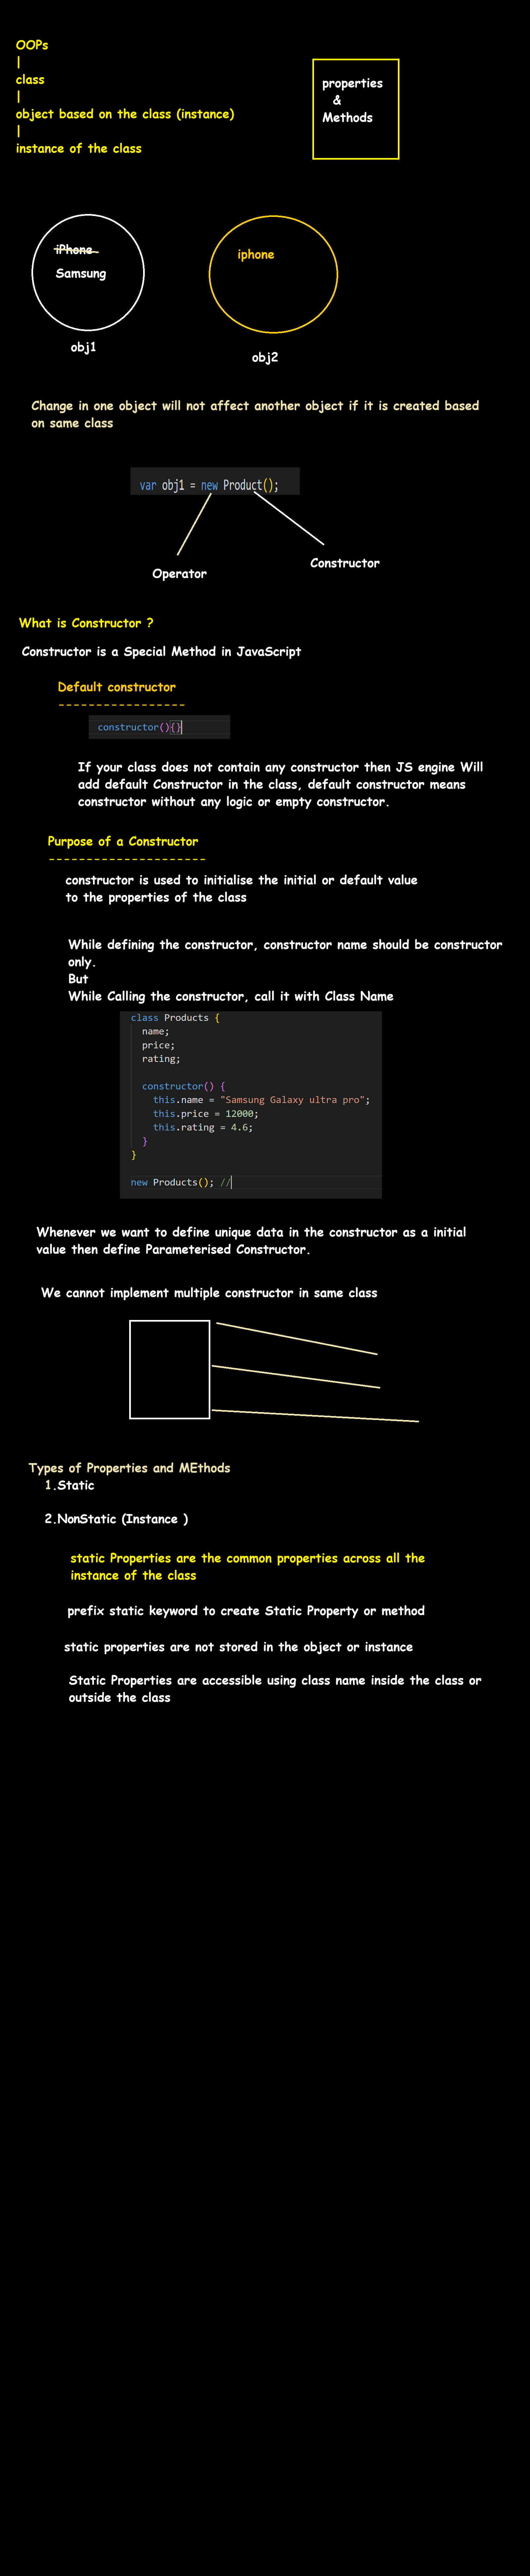 OOPs
|
class
|
object based on the class (instance)
|
instance of the class
properties
&
Methods
iPhone
Samsung
obj1
iphone
obj2
Change in one object will not affect another object if it is created based
on same class
var obj1 = new Product();
Operator
Constructor
What is Constructor ?
Constructor is a Special Method in JavaScript
Default constructor
-----------------
constructor(){}
If your class does not contain any constructor then JS engine Will
add default Constructor in the class, default constructor means
constructor without any logic or empty constructor.
Purpose of a Constructor
---------------------
constructor is used to initialise the initial or default value
to the properties of the class
While defining the constructor, constructor name should be constructor
only.
But
While Calling the constructor, call it with Class Name
class Products {
name;
price;
rating;
constructor() {
this.name = "Samsung Galaxy ultra pro";
this.price = 12000;
this.rating = 4.6;
}
}
new Products(); //
Whenever we want to define unique data in the constructor as a initial
value then define Parameterised Constructor.
We cannot implement multiple constructor in same class
Types of Properties and MEthods
1.Static
2.NonStatic (Instance )
static Properties are the common properties across all the
instance of the class
prefix static keyword to create Static Property or method
static properties are not stored in the object or instance
Static Properties are accessible using class name inside the class or
outside the class